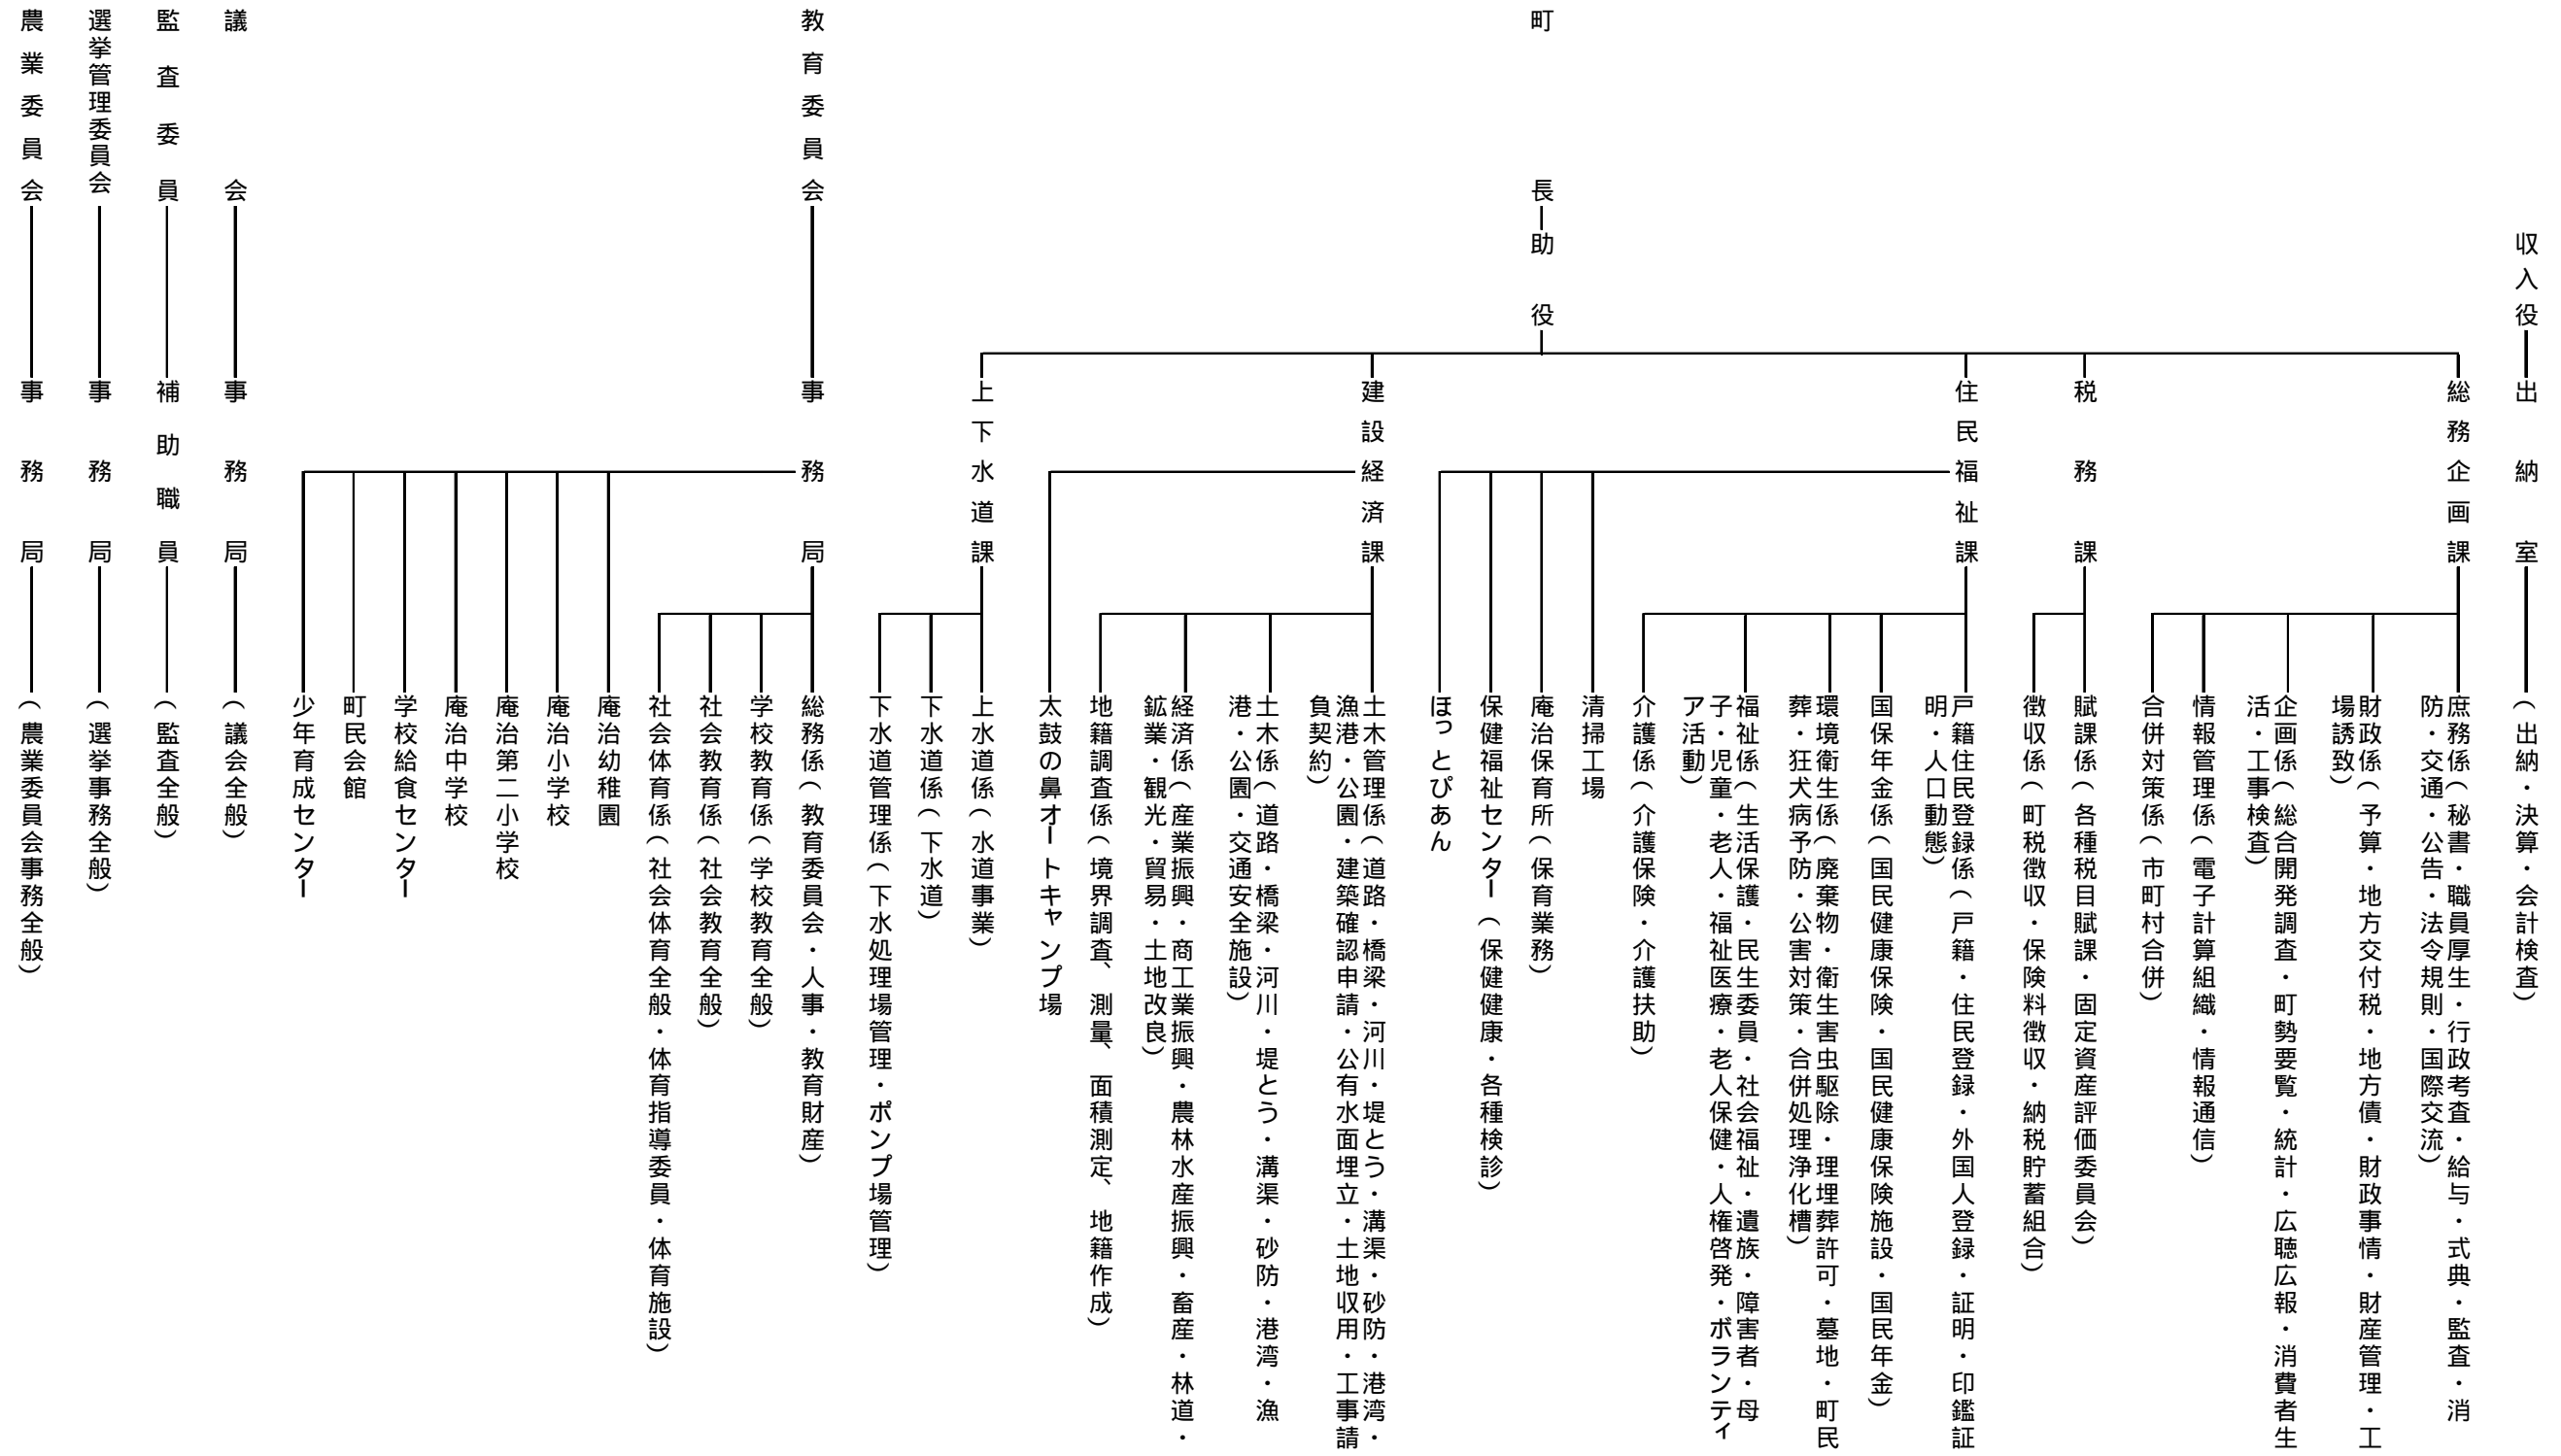 収入役
出納室
(出納・決算・会計検査)
町長
助役
総務企画課
庶務係(秘書・職員厚生・行政考査・給与・式典・監査・消
防・交通・公告・法令規則・国際交流)
財政係(予算・地方交付税・地方債・財政事情・財産管理・工
場誘致)
企画係(総合開発調査・町勢要覧・統計・広聴広報・消費者生
活・工事検査)
情報管理係(電子計算組織・情報通信)
合併対策係(市町村合併)
税務課
賦課係(各種税目賦課・固定資産評価委員会)
徴収係(町税徴収・保険料徴収・納税貯蓄組合)
住民福祉課
戸籍住民登録係(戸籍・住民登録・外国人登録・証明・印鑑証
明・人口動態)
国保年金係(国民健康保険・国民健康保険施設・国民年金)
環境衛生係(廃棄物・衛生害虫駆除・理埋葬許可・墓地・町民
葬・狂犬病予防・公害対策・合併処理浄化槽)
福祉係(生活保護・民生委員・社会福祉・遺族・障害者・母
子・児童・老人・福祉医療・老人保健・人権啓発・ボランティ
ア活動)
介護係(介護保険・介護扶助)
清掃工場
庵治保育所(保育業務)
保健福祉センター(保健健康・各種検診)
ほっとぴあん
建設経済課
土木管理係(道路・橋梁・河川・堤とう・溝渠・砂防・港湾・
漁港・公園・建築確認申請・公有水面埋立・土地収用・工事請
負契約)
土木係(道路・橋梁・河川・堤とう・溝渠・砂防・港湾・漁
港・公園・交通安全施設)
経済係(産業振興・商工業振興・農林水産振興・畜産・林道・
鉱業・観光・貿易・土地改良)
地籍調査係(境界調査、測量、面積測定、地籍作成)
太鼓の鼻オートキャンプ場
上下水道課
上水道係(水道事業)
下水道係(下水道)
下水道管理係(下水処理場管理・ポンプ場管理)
教育委員会
事務局
総務係(教育委員会・人事・教育財産)
学校教育係(学校教育全般)
社会教育係(社会教育全般)
社会体育係(社会体育全般・体育指導委員・体育施設)
庵治幼稚園
庵治小学校
庵治第二小学校
庵治中学校
学校給食センター
町民会館
少年育成センター
議会
事務局
(議会全般)
監査委員
補助職員
(監査全般)
選挙管理委員会
事務局
(選挙事務全般)
農業委員会
事務局
(農業委員会事務全般)